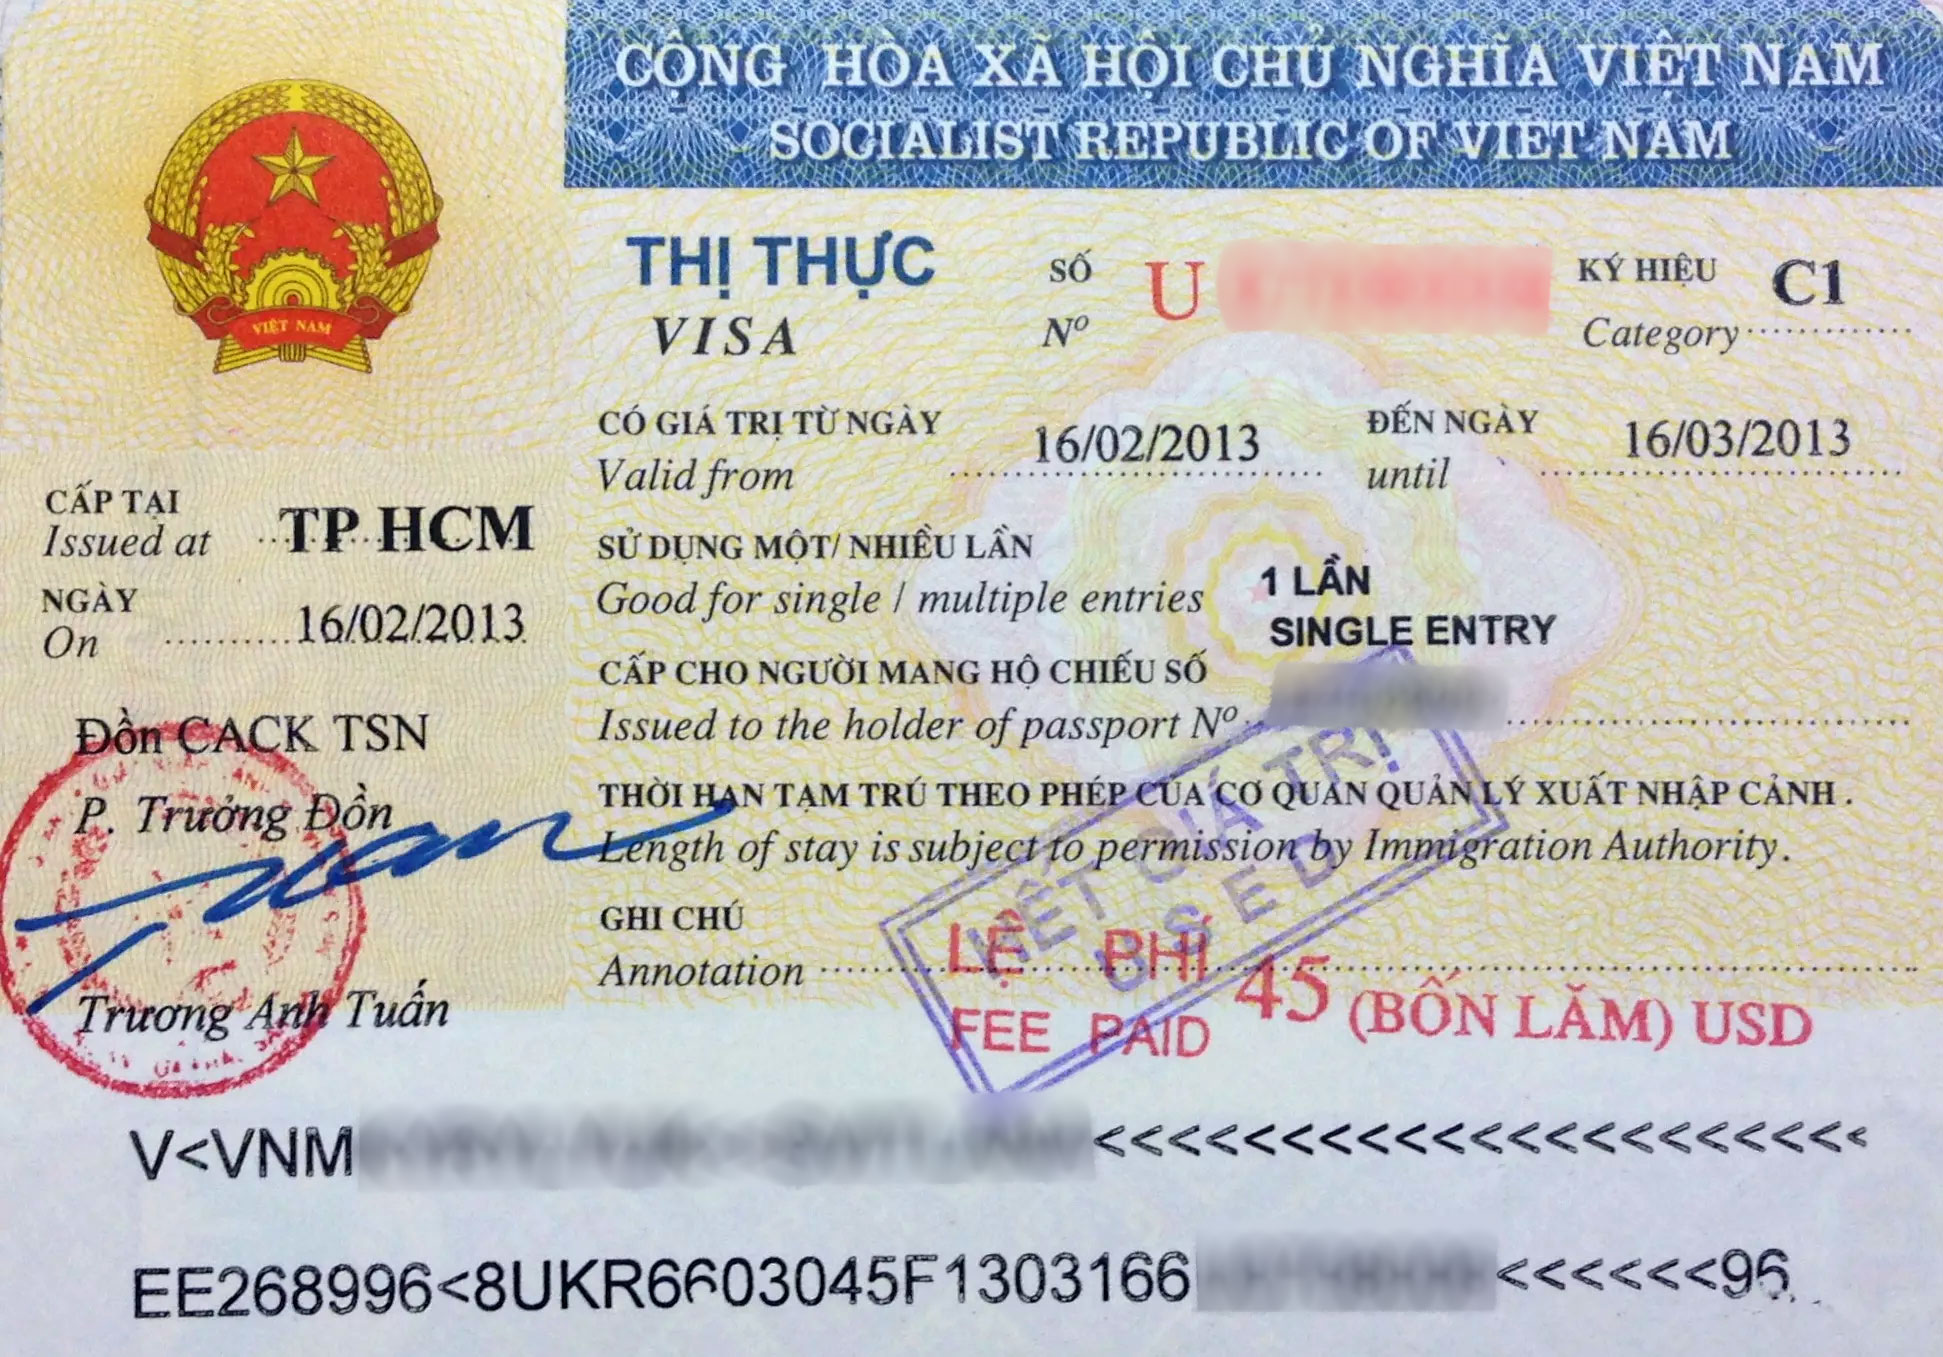 CỘNG HÒA XÃ HỘI CHỦ NGHĨA VIỆT NAM
SOCIALIST REPUBLIC OF VIET NAM
VIỆT NAM
THỊ THỰC
VISA
SỐ
Nº
U
KÝ HIỆU
Category
C1
CÓ GIÁ TRỊ TỪ NGÀY
Valid from
16/02/2013
ĐẾN NGÀY
until
16/03/2013
CẤP TẠI
Issued at
TP HCM
NGÀY
On
16/02/2013
SỬ DỤNG MỘT/ NHIỀU LẦN
Good for single / multiple entries
1 LẦN
SINGLE ENTRY
CẤP CHO NGƯỜI MANG HỘ CHIẾU SỐ
Issued to the holder of passport Nº
Đồn CACK TSN
P. Trưởng Đồn
Trương Anh Tuấn
THỜI HẠN TẠM TRÚ THEO PHÉP CỦA CƠ QUAN QUẢN LÝ XUẤT NHẬP CẢNH .
Length of stay is subject to permission by Immigration Authority.
GHI CHÚ
Annotation
HẾT GIÁ TRỊ
USED
LỆ PHÍ
FEE PAID
45 (BỐN LĂM) USD
V<VNM <<<<<<<<<<<<<<<<<<<<<<
EE268996<8UKR6603045F1303166 <<<<<<96